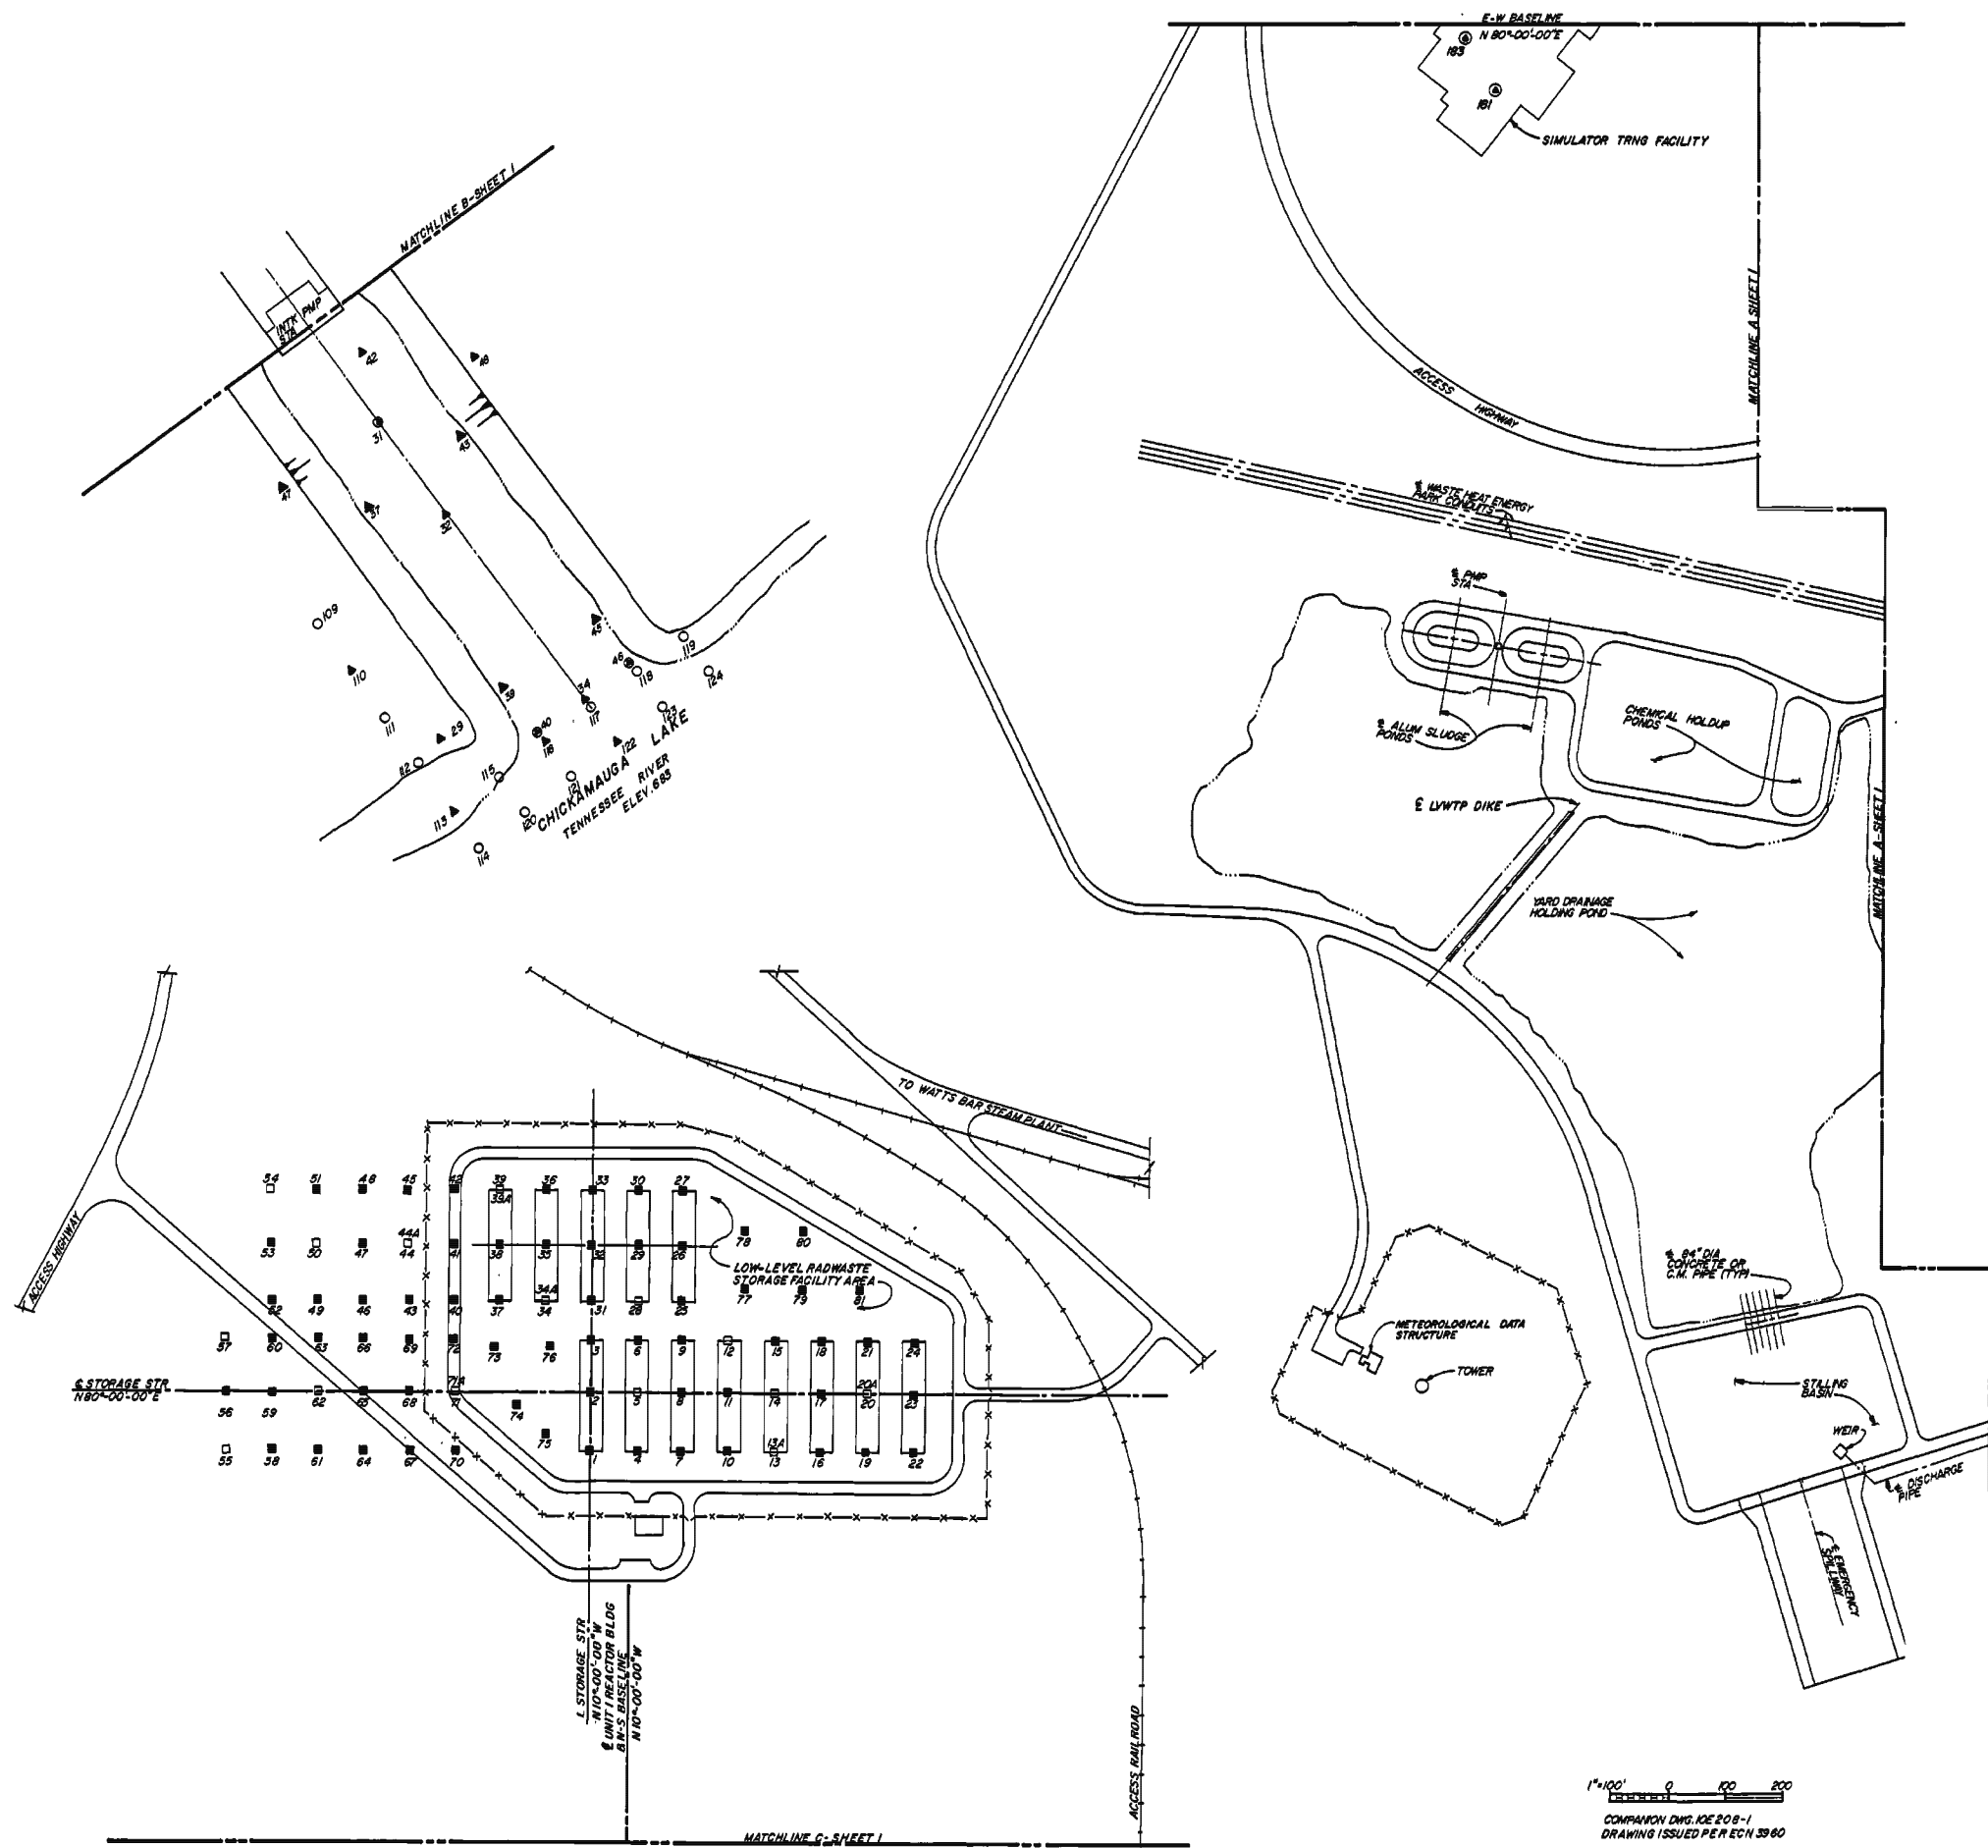 E-W BASELINE
N 80°-00'-00"E
183
181
SIMULATOR TRNG FACILITY
MATCHLINE B-SHEET 1
INTK PMP
STA
42
48
31
43
47
37
32
109
110
111
112
29
39
45
46
34
117
118
119
124
123
40
116
122
115
121
120
113
114
CHICKAMAUGA LAKE
TENNESSEE RIVER
ELEV. 683
MATCHLINE A SHEET 1
ACCESS
HIGHWAY
℄ WASTE HEAT ENERGY
PARK CONDUITS
℄ PMP
STA
℄ ALUM SLUDGE
PONDS
CHEMICAL HOLDUP
PONDS
℄ LVWTP DIKE
YARD DRAINAGE
HOLDING POND
MATCHLINE A-SHEET 1
TO WATTS BAR STEAM PLANT
ACCESS HIGHWAY
54 51 48 45 42 39 36 33 30 27
39A
44A
53 50 47 44 41 38 35 32 29 26
78 80
LOW-LEVEL RADWASTE
STORAGE FACILITY AREA
34A
52 49 46 43 40 37 34 31 28 25
77 79 81
57 60 63 66 69 72 73 76 3 6 9 12 15 18 21 24
℄ STORAGE STR
N 80°-00'-00"E
71A
20A
56 59 62 65 68 71 74 2 5 8 11 14 17 20 23
75
13A
55 58 61 64 67 70 1 4 7 10 13 16 19 22
L STORAGE STR
N 10°-00'-00"W
℄ UNIT 1 REACTOR BLDG
& N-S BASELINE
N 10°-00'-00"W
ACCESS RAILROAD
MATCHLINE C-SHEET 1
METEOROLOGICAL DATA
STRUCTURE
TOWER
℄ 84" DIA
CONCRETE OR
C.M. PIPE (TYP)
STILLING
BASIN
WEIR
℄ DISCHARGE
PIPE
℄ EMERGENCY
SPILLWAY
1"=100' 0 100 200
COMPANION DWG. 10E208-1
DRAWING ISSUED PER ECN 3960